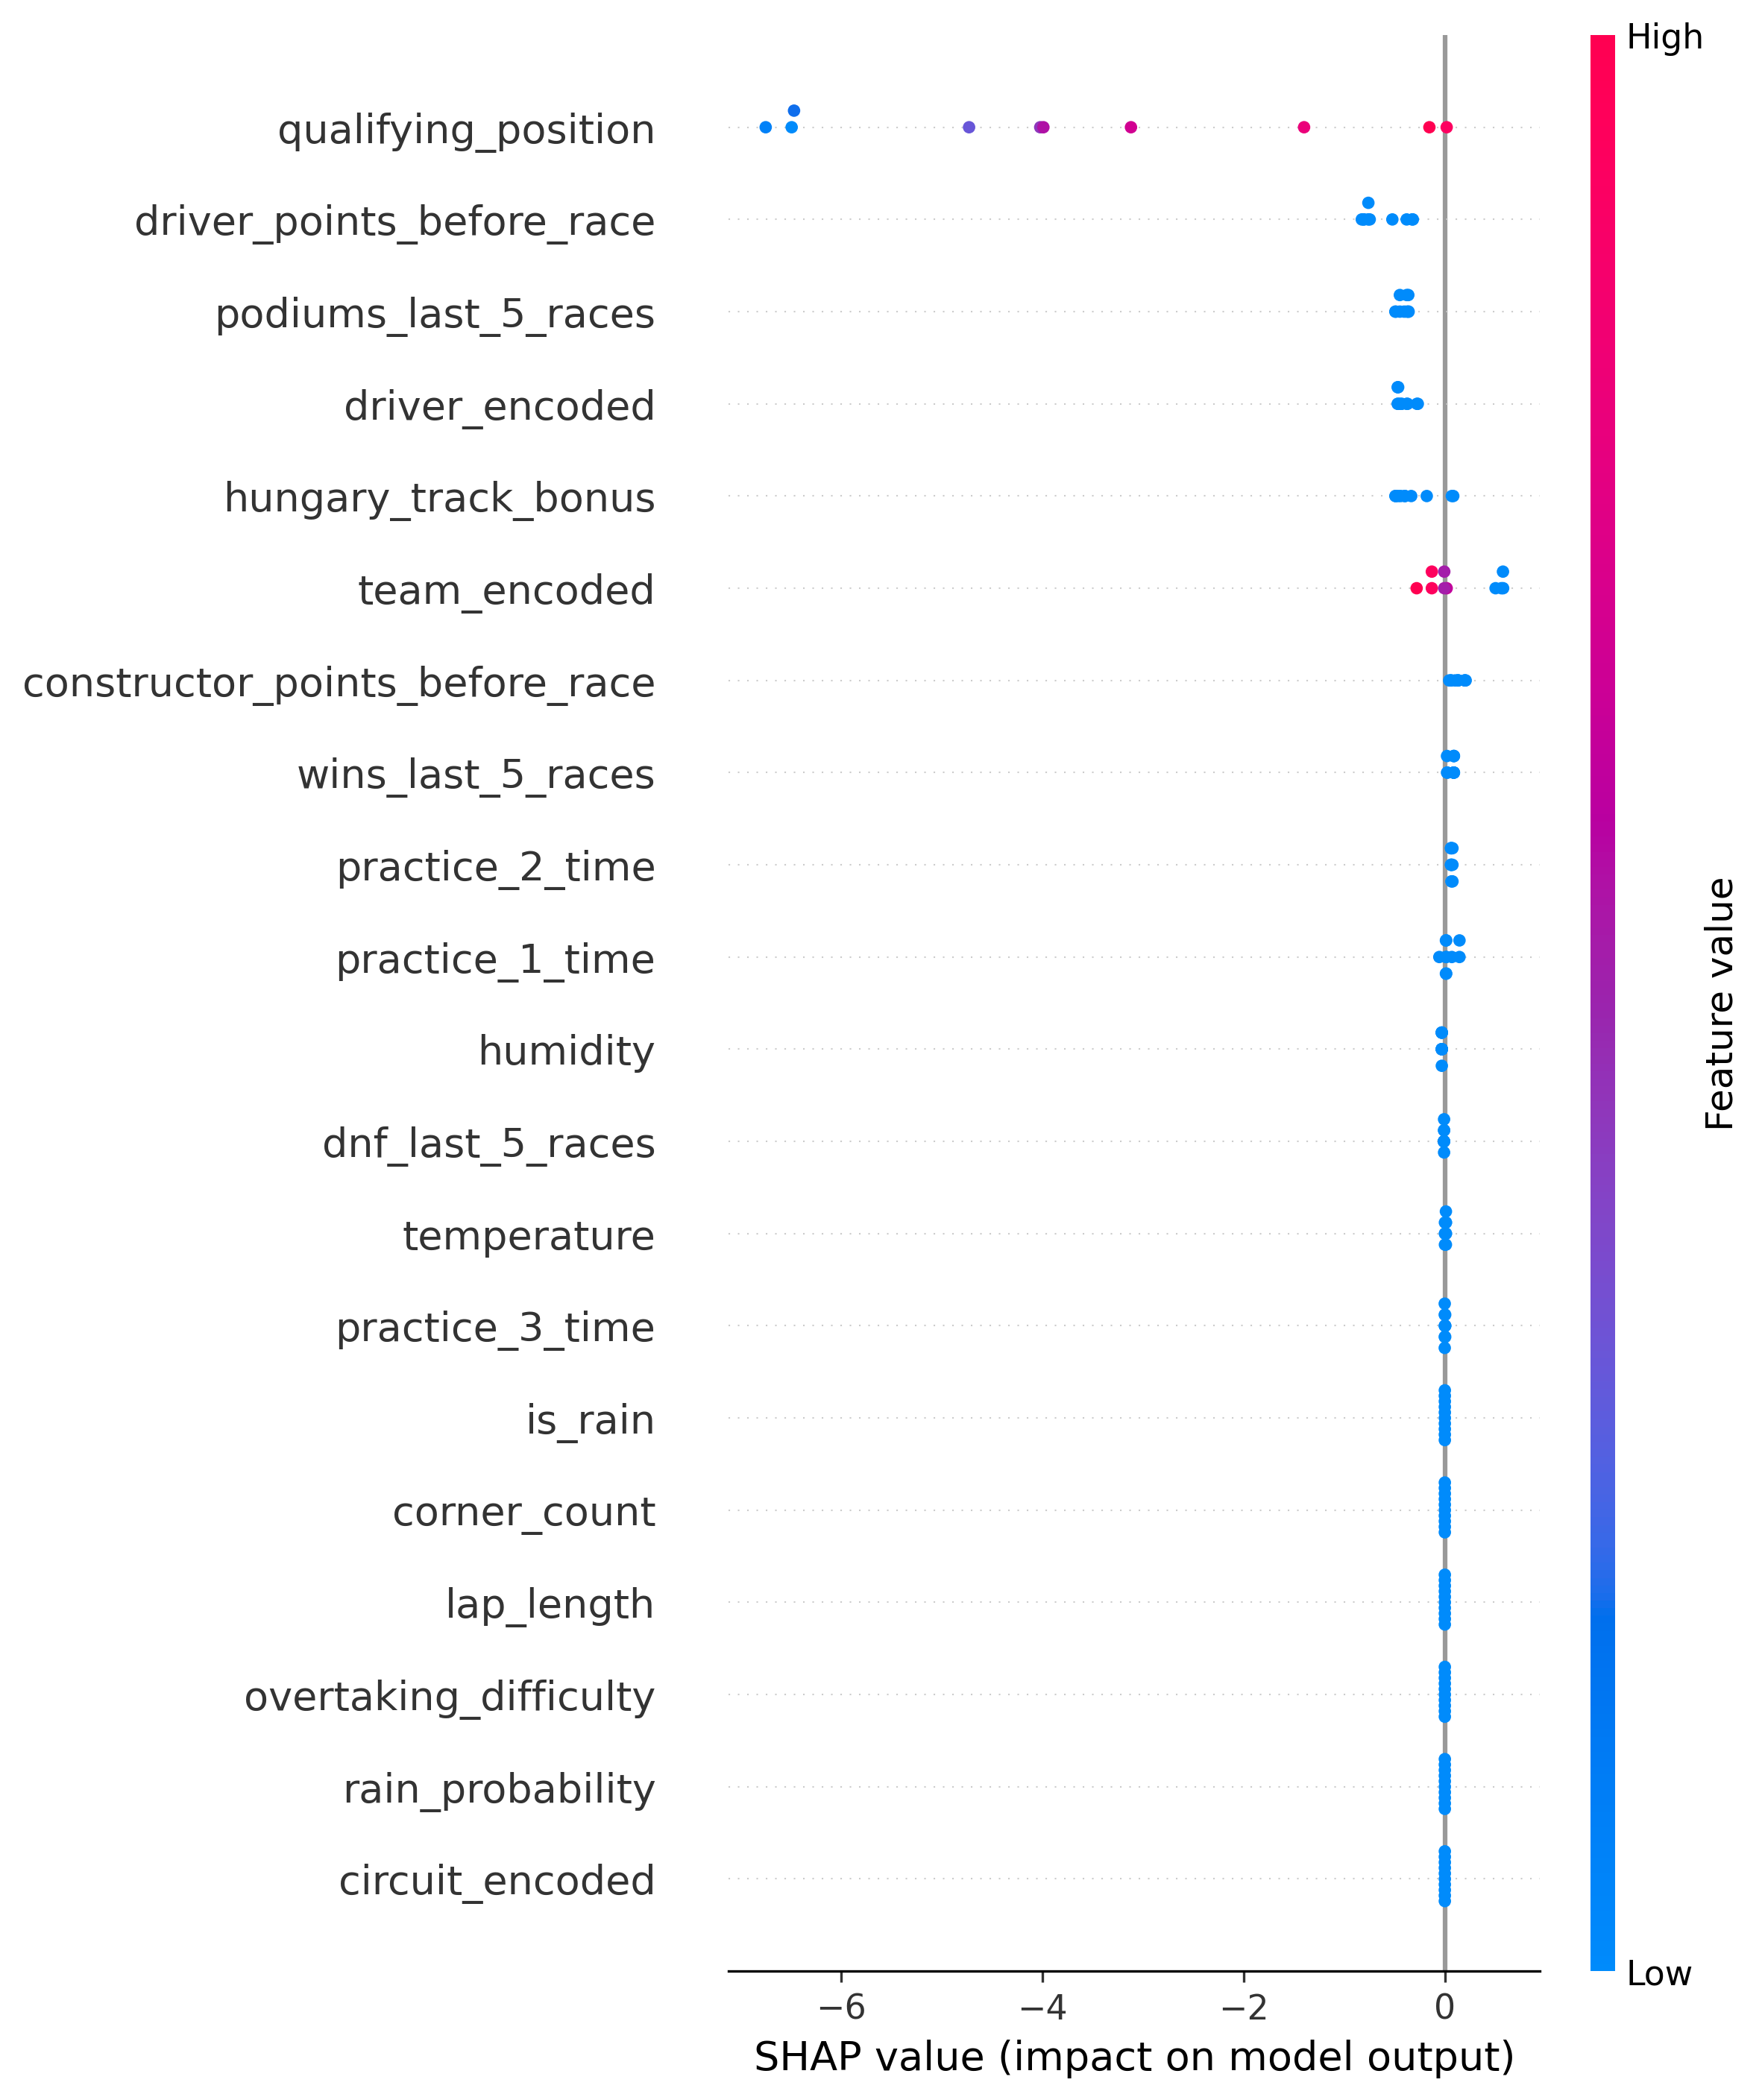 High
qualifying_position
driver_points_before_race
podiums_last_5_races
driver_encoded
hungary_track_bonus
team_encoded
constructor_points_before_race
wins_last_5_races
practice_2_time
practice_1_time
humidity
dnf_last_5_races
temperature
practice_3_time
is_rain
corner_count
lap_length
overtaking_difficulty
rain_probability
circuit_encoded
Feature value
Low
−6 −4 −2 0
SHAP value (impact on model output)